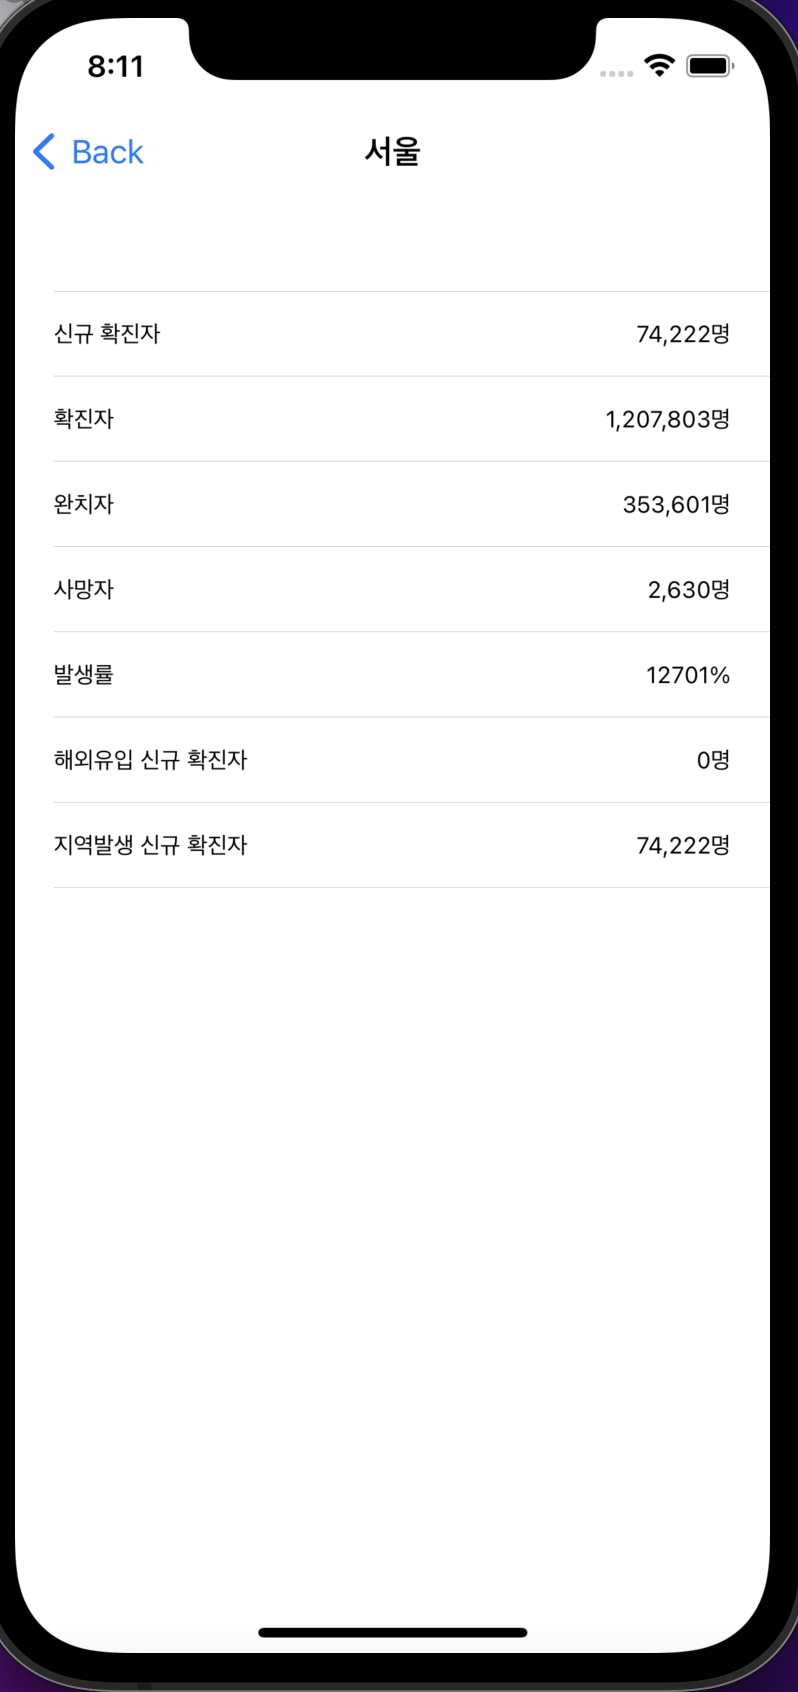 8:11
Back 서울
신규 확진자 74,222명
확진자 1,207,803명
완치자 353,601명
사망자 2,630명
발생률 12701%
해외유입 신규 확진자 0명
지역발생 신규 확진자 74,222명